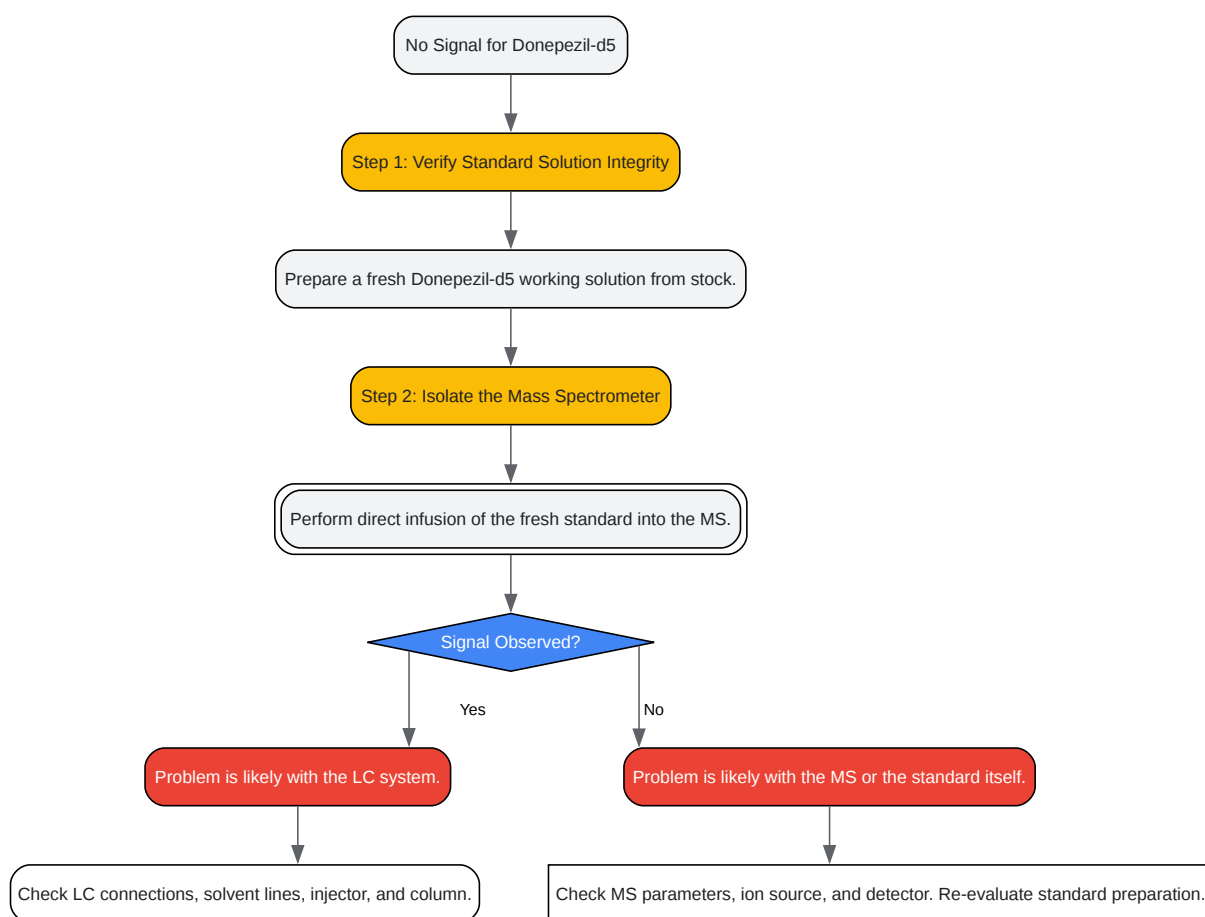 No Signal for Donepezil-d5
Step 1: Verify Standard Solution Integrity
Prepare a fresh Donepezil-d5 working solution from stock.
Step 2: Isolate the Mass Spectrometer
Perform direct infusion of the fresh standard into the MS.
Signal Observed?
Yes
No
Problem is likely with the LC system.
Problem is likely with the MS or the standard itself.
Check LC connections, solvent lines, injector, and column.
Check MS parameters, ion source, and detector. Re-evaluate standard preparation.